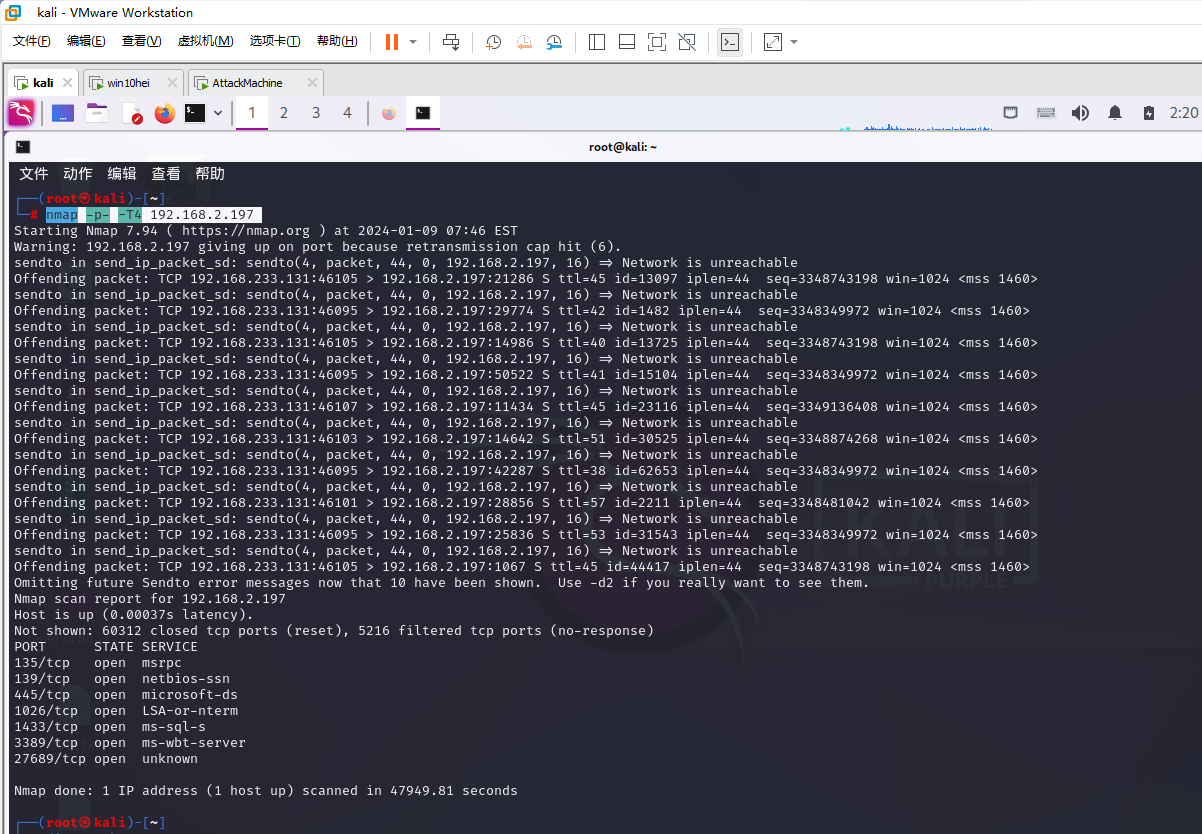 kali - VMware Workstation
文件(F) 编辑(E) 查看(V) 虚拟机(M) 选项卡(T) 帮助(H)
kali win10hei AttackMachine
1 2 3 4 2:20
root@kali: ~
文件 动作 编辑 查看 帮助
┌──(root㉿kali)-[~]
└─# nmap -p- -T4 192.168.2.197
Starting Nmap 7.94 ( https://nmap.org ) at 2024-01-09 07:46 EST
Warning: 192.168.2.197 giving up on port because retransmission cap hit (6).
sendto in send_ip_packet_sd: sendto(4, packet, 44, 0, 192.168.2.197, 16) => Network is unreachable
Offending packet: TCP 192.168.233.131:46105 > 192.168.2.197:21286 S ttl=45 id=13097 iplen=44  seq=3348743198 win=1024 <mss 1460>
sendto in send_ip_packet_sd: sendto(4, packet, 44, 0, 192.168.2.197, 16) => Network is unreachable
Offending packet: TCP 192.168.233.131:46095 > 192.168.2.197:29774 S ttl=42 id=1482 iplen=44  seq=3348349972 win=1024 <mss 1460>
sendto in send_ip_packet_sd: sendto(4, packet, 44, 0, 192.168.2.197, 16) => Network is unreachable
Offending packet: TCP 192.168.233.131:46105 > 192.168.2.197:14986 S ttl=40 id=13725 iplen=44  seq=3348743198 win=1024 <mss 1460>
sendto in send_ip_packet_sd: sendto(4, packet, 44, 0, 192.168.2.197, 16) => Network is unreachable
Offending packet: TCP 192.168.233.131:46095 > 192.168.2.197:50522 S ttl=41 id=15104 iplen=44  seq=3348349972 win=1024 <mss 1460>
sendto in send_ip_packet_sd: sendto(4, packet, 44, 0, 192.168.2.197, 16) => Network is unreachable
Offending packet: TCP 192.168.233.131:46107 > 192.168.2.197:11434 S ttl=45 id=23116 iplen=44  seq=3349136408 win=1024 <mss 1460>
sendto in send_ip_packet_sd: sendto(4, packet, 44, 0, 192.168.2.197, 16) => Network is unreachable
Offending packet: TCP 192.168.233.131:46103 > 192.168.2.197:14642 S ttl=51 id=30525 iplen=44  seq=3348874268 win=1024 <mss 1460>
sendto in send_ip_packet_sd: sendto(4, packet, 44, 0, 192.168.2.197, 16) => Network is unreachable
Offending packet: TCP 192.168.233.131:46095 > 192.168.2.197:42287 S ttl=38 id=62653 iplen=44  seq=3348349972 win=1024 <mss 1460>
sendto in send_ip_packet_sd: sendto(4, packet, 44, 0, 192.168.2.197, 16) => Network is unreachable
Offending packet: TCP 192.168.233.131:46101 > 192.168.2.197:28856 S ttl=57 id=2211 iplen=44  seq=3348481042 win=1024 <mss 1460>
sendto in send_ip_packet_sd: sendto(4, packet, 44, 0, 192.168.2.197, 16) => Network is unreachable
Offending packet: TCP 192.168.233.131:46095 > 192.168.2.197:25836 S ttl=53 id=31543 iplen=44  seq=3348349972 win=1024 <mss 1460>
sendto in send_ip_packet_sd: sendto(4, packet, 44, 0, 192.168.2.197, 16) => Network is unreachable
Offending packet: TCP 192.168.233.131:46105 > 192.168.2.197:1067 S ttl=45 id=44417 iplen=44  seq=3348743198 win=1024 <mss 1460>
Omitting future Sendto error messages now that 10 have been shown.  Use -d2 if you really want to see them.
Nmap scan report for 192.168.2.197
Host is up (0.00037s latency).
Not shown: 60312 closed tcp ports (reset), 5216 filtered tcp ports (no-response)
PORT      STATE SERVICE
135/tcp   open  msrpc
139/tcp   open  netbios-ssn
445/tcp   open  microsoft-ds
1026/tcp  open  LSA-or-nterm
1433/tcp  open  ms-sql-s
3389/tcp  open  ms-wbt-server
27689/tcp open  unknown
Nmap done: 1 IP address (1 host up) scanned in 47949.81 seconds
┌──(root㉿kali)-[~]
KALI
PURPLE